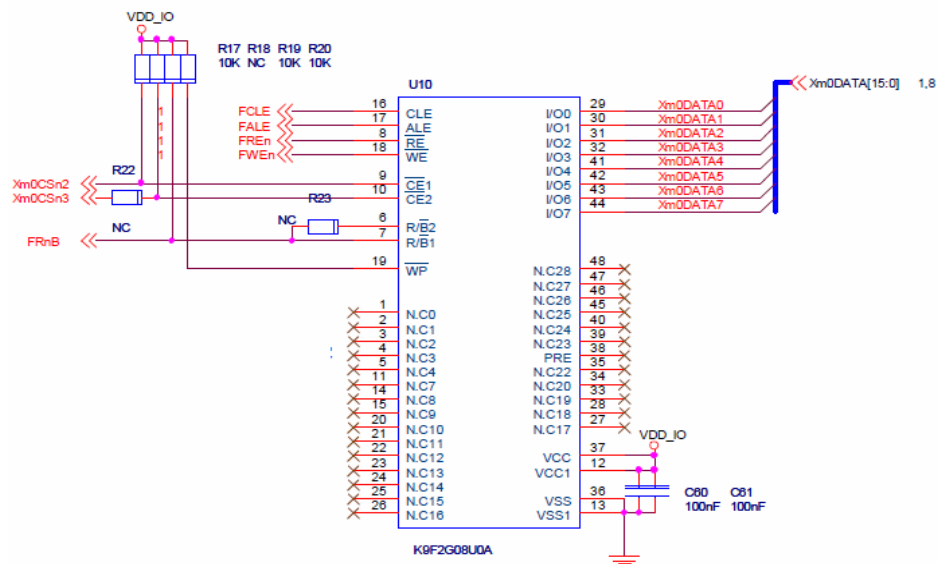 VDD_IO
R17 R18 R19 R20
10K NC 10K 10K
U10
Xm0DATA[15:0] 1,8
1
1
1
1
FCLE 16 CLE
FALE 17 ALE
FREn 8 RE
FWEn 18 WE
R22
Xm0CSn2 9 CE1
Xm0CSn3 10 CE2
R23
NC
NC 6 R/B2
FRnB 7 R/B1
19 WP
1 N.C0
2 N.C1
3 N.C2
4 N.C3
5 N.C4
11 N.C7
14 N.C8
15 N.C9
20 N.C10
21 N.C11
22 N.C12
23 N.C13
24 N.C14
25 N.C15
26 N.C16
I/O0 29 Xm0DATA0
I/O1 30 Xm0DATA1
I/O2 31 Xm0DATA2
I/O3 32 Xm0DATA3
I/O4 41 Xm0DATA4
I/O5 42 Xm0DATA5
I/O6 43 Xm0DATA6
I/O7 44 Xm0DATA7
N.C28 48
N.C27 47
N.C26 46
N.C25 45
N.C24 40
N.C23 39
PRE 38
N.C22 35
N.C20 34
N.C19 33
N.C18 28
N.C17 27
VDD_IO
VCC 37
VCC1 12
VSS 36
VSS1 13
C60 C61
100nF 100nF
K9F2G08U0A